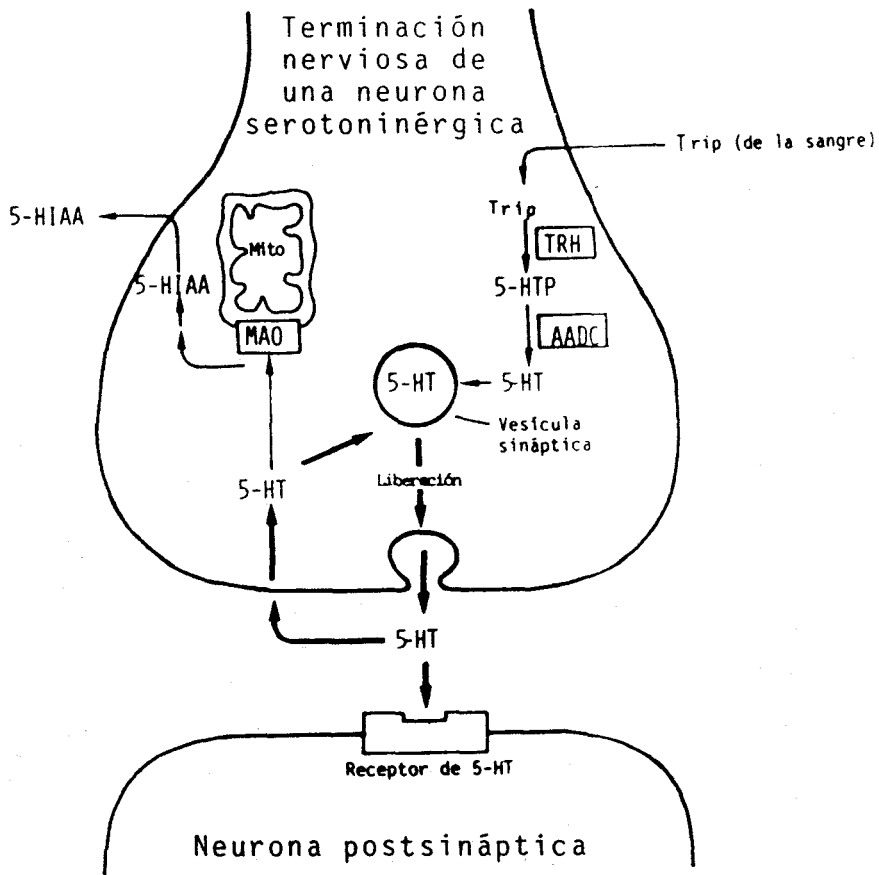 Terminación
nerviosa de
una neurona
serotoninérgica
Trip (de la sangre)
Trip
TRH
5-HTP
AADC
5-HT
5-HT
Vesícula
sináptica
5-HIAA
5-HIAA
Mito
MAO
5-HT
Liberación
5-HT
Receptor de 5-HT
Neurona postsináptica